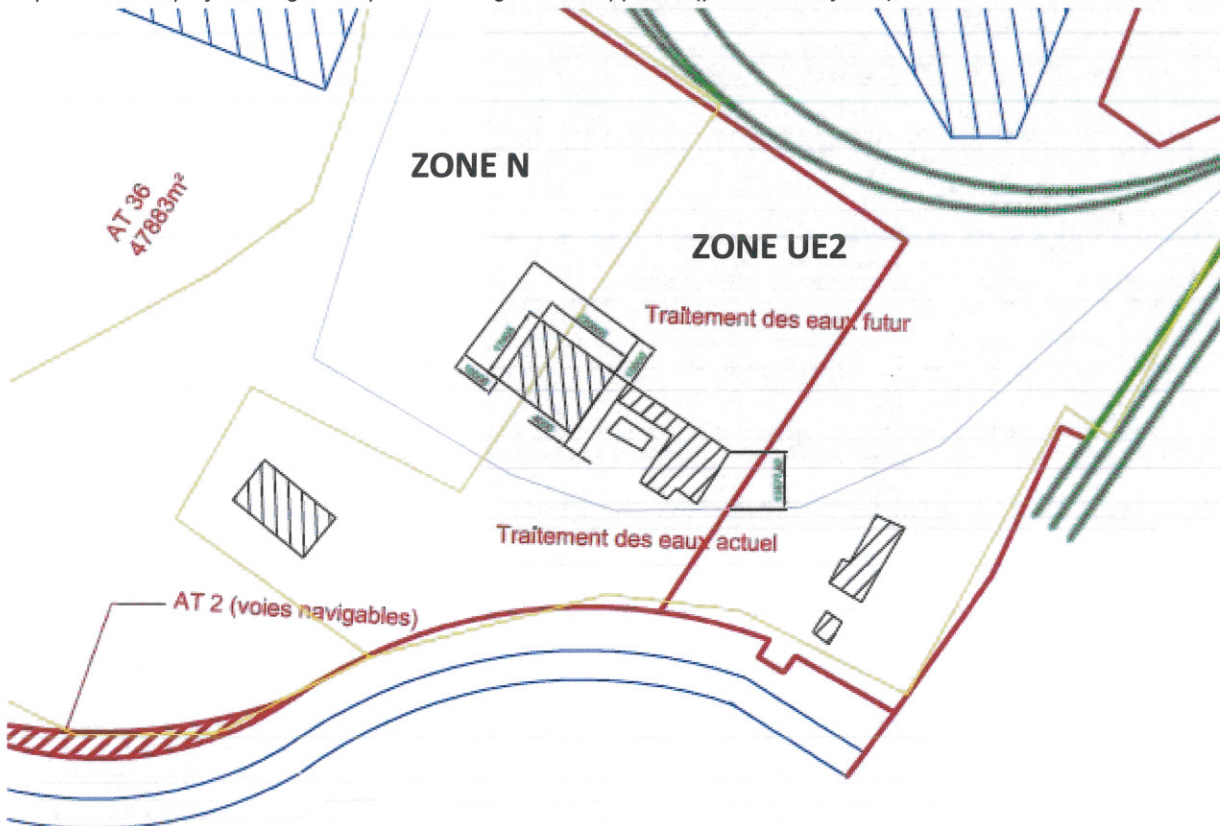 ZONE N
AT 36
47883m²
ZONE UE2
Traitement des eaux futur
Traitement des eaux actuel
AT 2 (voies navigables)